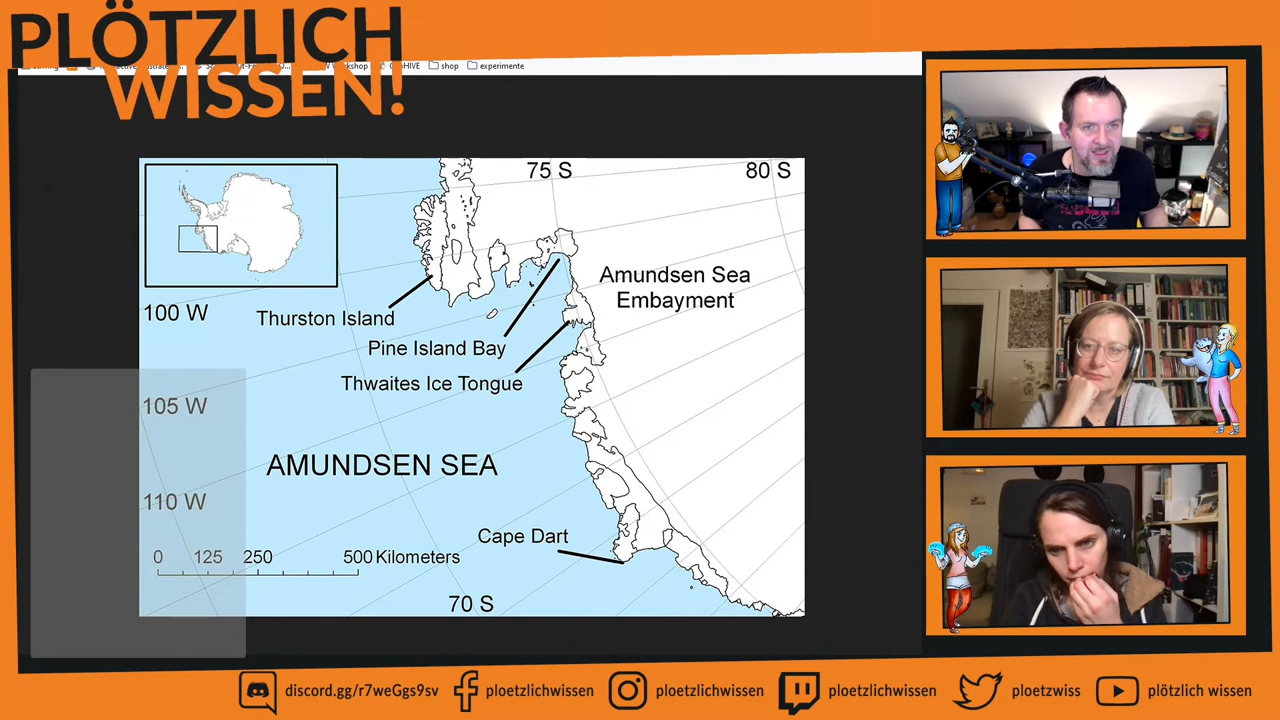 PLÖTZLICH
WISSEN!
shop
experimente
75 S
80 S
Amundsen Sea
Embayment
100 W
Thurston Island
Pine Island Bay
Thwaites Ice Tongue
105 W
AMUNDSEN SEA
110 W
Cape Dart
0 125 250 500 Kilometers
70 S
discord.gg/r7weGgs9sv
ploetzlichwissen
ploetzlichwissen
ploetzlichwissen
ploetzwiss
plötzlich wissen